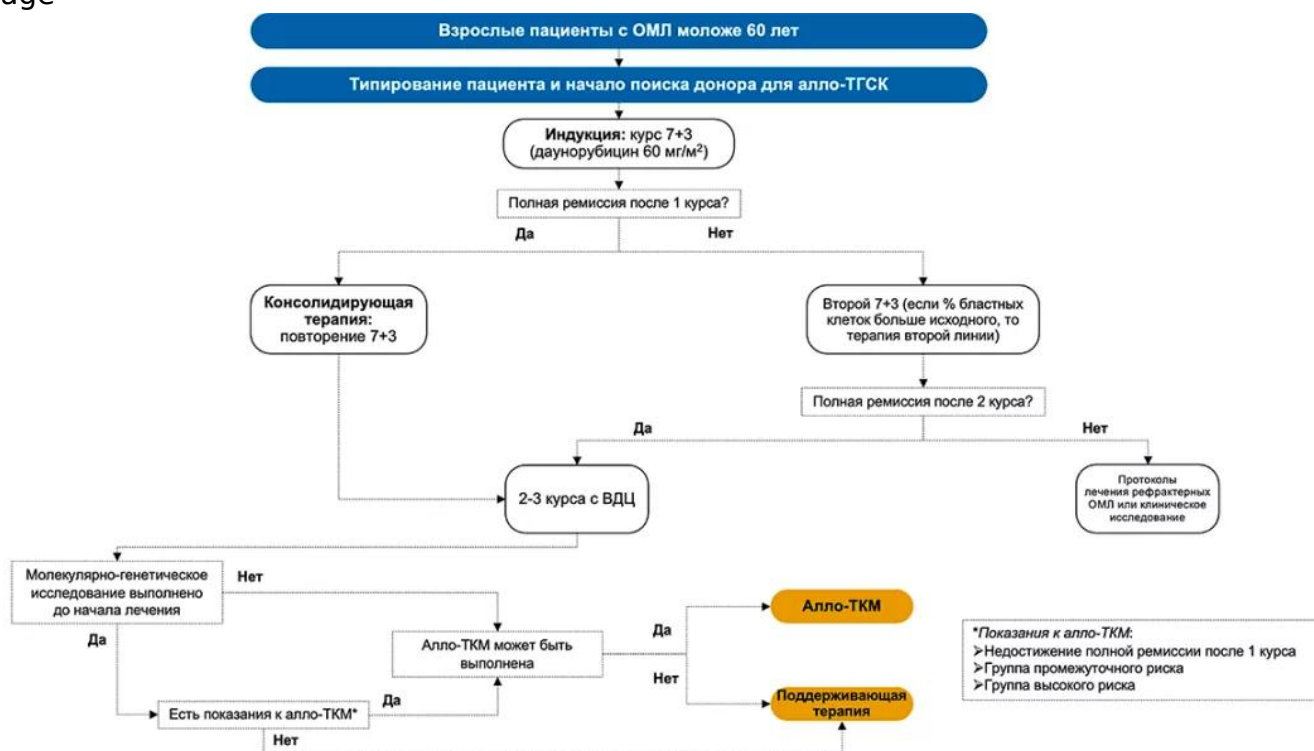 age
Взрослые пациенты с ОМЛ моложе 60 лет
Типирование пациента и начало поиска донора для алло-ТГСК
Индукция: курс 7+3
(даунорубицин 60 мг/м²)
Полная ремиссия после 1 курса?
Да
Нет
Консолидирующая
терапия:
повторение 7+3
Второй 7+3 (если % бластных
клеток больше исходного, то
терапия второй линии)
Полная ремиссия после 2 курса?
Да
Нет
2-3 курса с ВДЦ
Протоколы
лечения рефрактерных
ОМЛ или клиническое
исследование
Молекулярно-генетическое
исследование выполнено
до начала лечения
Нет
Да
Алло-ТКМ может быть
выполнена
Да
Нет
Алло-ТКМ
Поддерживающая
терапия
Есть показания к алло-ТКМ*
Да
Нет
*Показания к алло-ТКМ:
➢Недостижение полной ремиссии после 1 курса
➢Группа промежуточного риска
➢Группа высокого риска